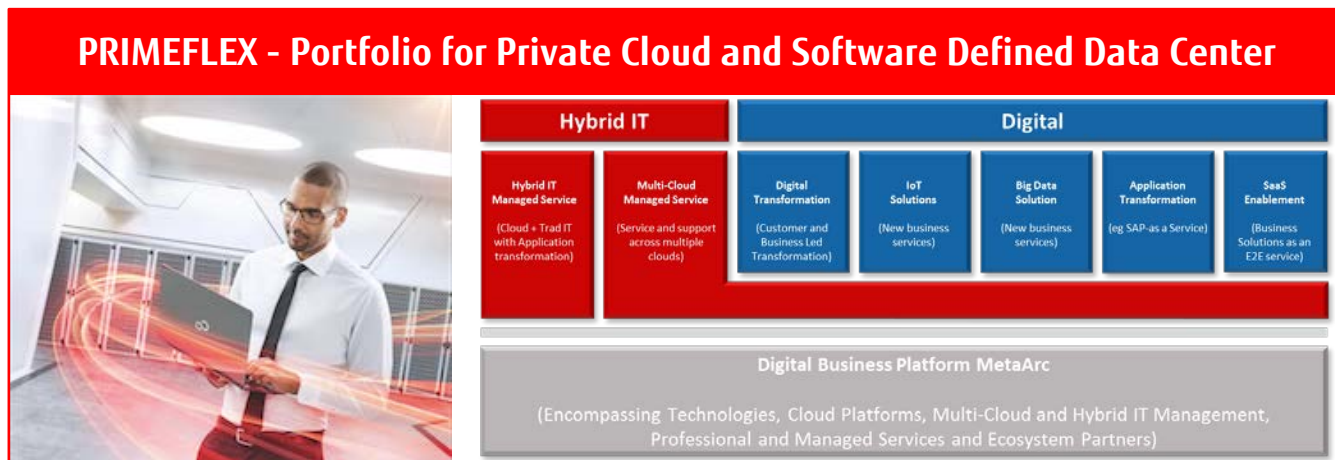 PRIMEFLEX - Portfolio for Private Cloud and Software Defined Data Center
Hybrid IT
Digital
Hybrid IT
Managed Service
(Cloud + Trad IT
with Application
transformation)
Multi-Cloud
Managed Service
(Service and support
across multiple
clouds)
Digital
Transformation
(Customer and
Business Led
Transformation)
IoT
Solutions
(New business
services)
Big Data
Solution
(New business
services)
Application
Transformation
(eg SAP-as a Service)
SaaS
Enablement
(Business
Solutions as an
E2E service)
Digital Business Platform MetaArc
(Encompassing Technologies, Cloud Platforms, Multi-Cloud and Hybrid IT Management,
Professional and Managed Services and Ecosystem Partners)